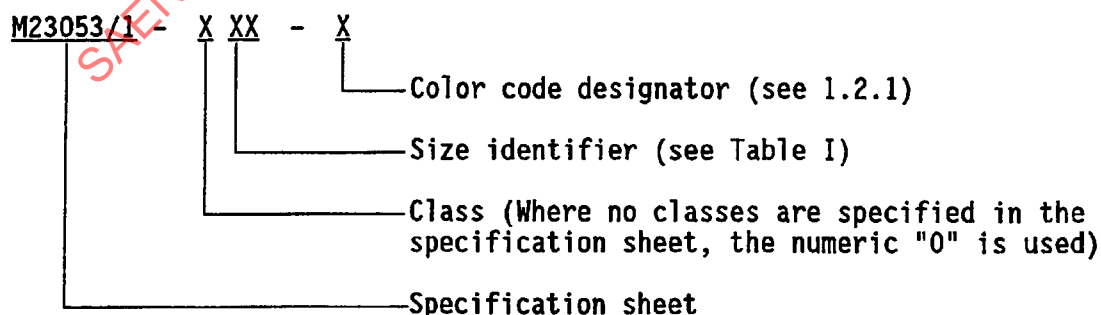 M23053/1 - X XX - X
Color code designator (see 1.2.1)
Size identifier (see Table I)
Class (Where no classes are specified in the
specification sheet, the numeric "0" is used)
Specification sheet